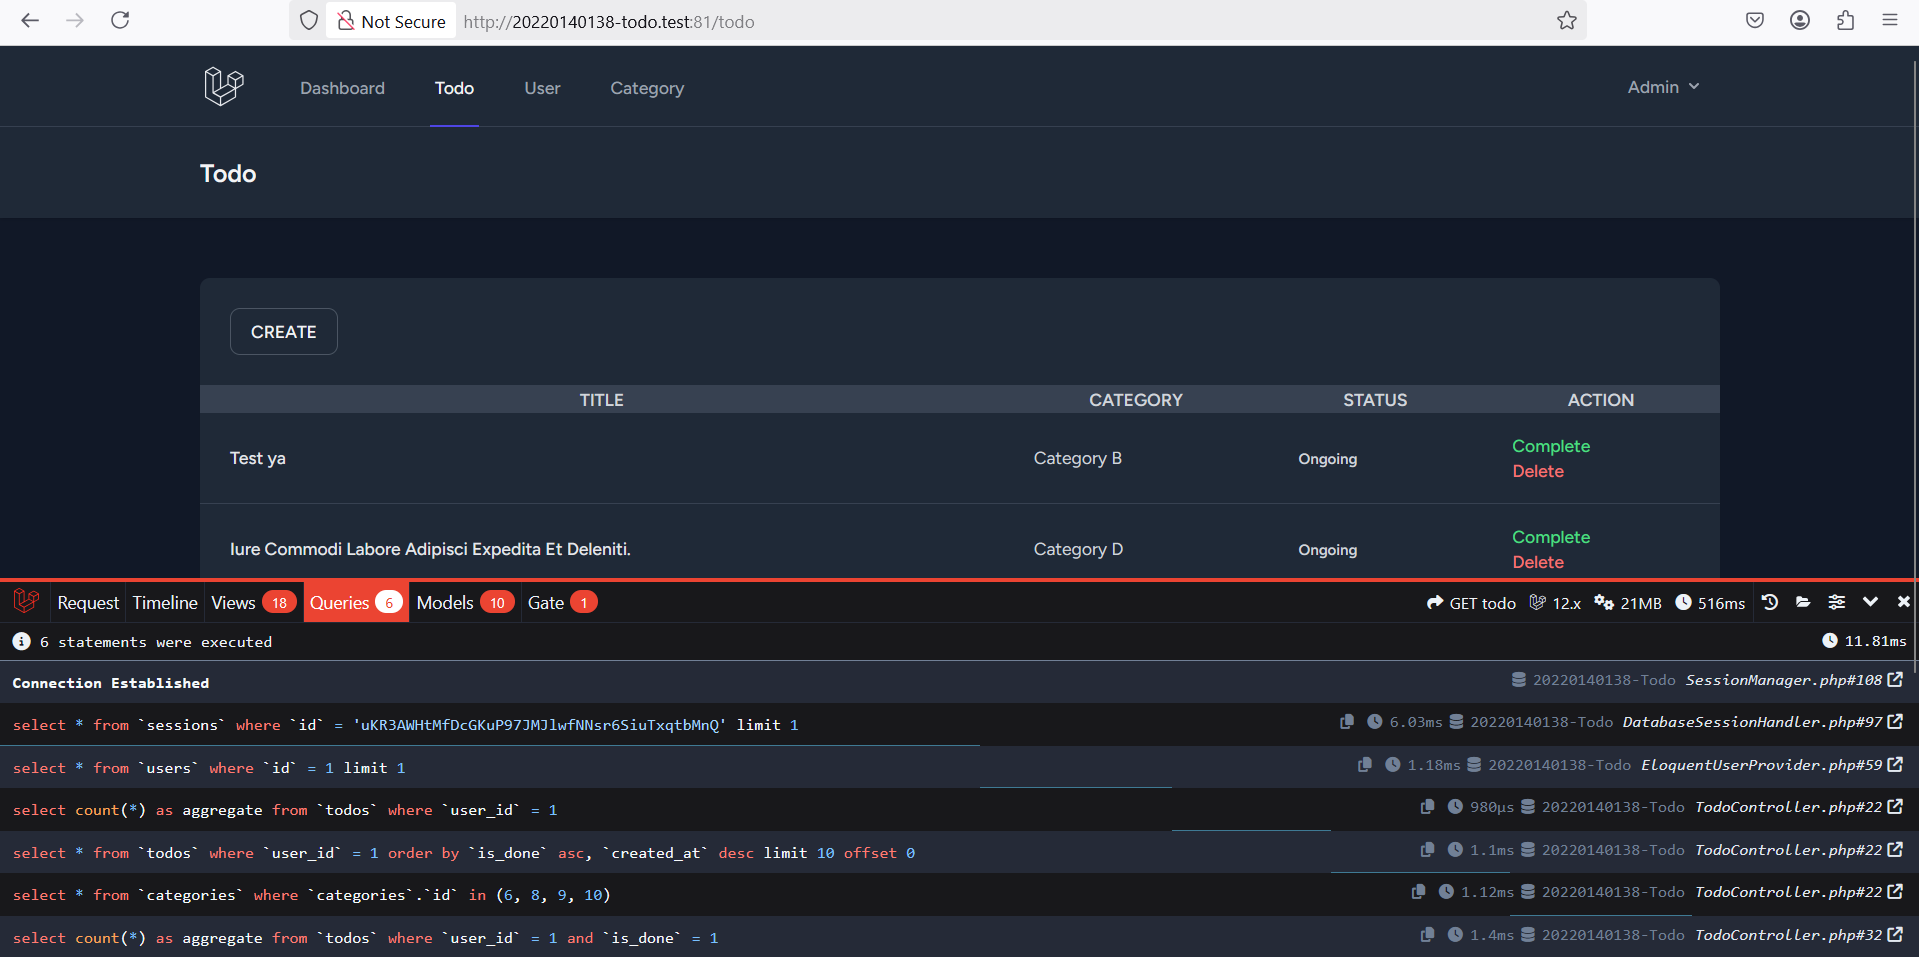 Not Secure http://20220140138-todo.test:81/todo
Dashboard Todo User Category Admin
Todo
CREATE
TITLE CATEGORY STATUS ACTION
Test ya Category B Ongoing Complete
Delete
Iure Commodi Labore Adipisci Expedita Et Deleniti. Category D Ongoing Complete
Delete
Request Timeline Views 18 Queries 6 Models 10 Gate 1 GET todo 12.x 21MB 516ms
6 statements were executed 11.81ms
Connection Established 20220140138-Todo SessionManager.php#108
select * from `sessions` where `id` = 'uKR3AWHtMfDcGKuP97JMJlwfNNsr6SiuTxqtbMnQ' limit 1 6.03ms 20220140138-Todo DatabaseSessionHandler.php#97
select * from `users` where `id` = 1 limit 1 1.18ms 20220140138-Todo EloquentUserProvider.php#59
select count(*) as aggregate from `todos` where `user_id` = 1 980μs 20220140138-Todo TodoController.php#22
select * from `todos` where `user_id` = 1 order by `is_done` asc, `created_at` desc limit 10 offset 0 1.1ms 20220140138-Todo TodoController.php#22
select * from `categories` where `categories`.`id` in (6, 8, 9, 10) 1.12ms 20220140138-Todo TodoController.php#22
select count(*) as aggregate from `todos` where `user_id` = 1 and `is_done` = 1 1.4ms 20220140138-Todo TodoController.php#32